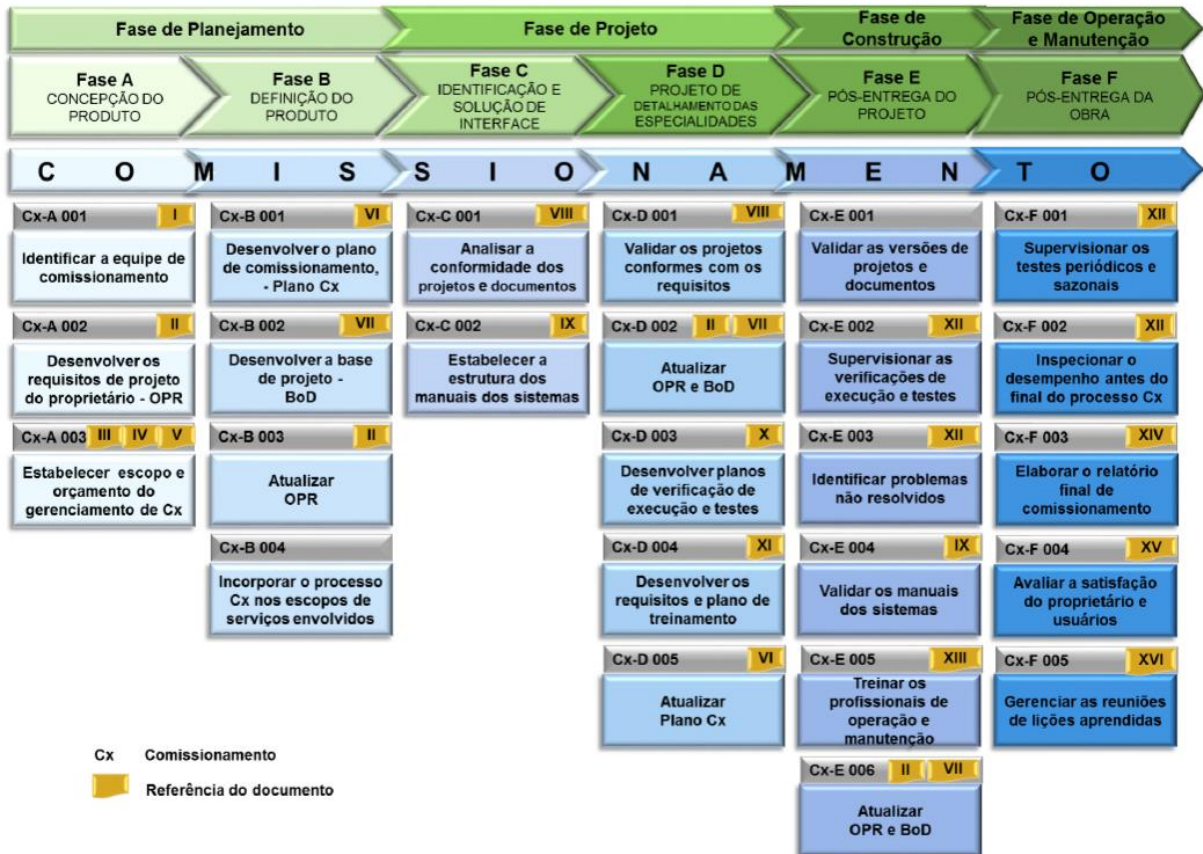 Fase de Planejamento
Fase de Projeto
Fase de
Construção
Fase de Operação
e Manutenção
Fase A
CONCEPÇÃO DO
PRODUTO
Fase B
DEFINIÇÃO DO
PRODUTO
Fase C
IDENTIFICAÇÃO E
SOLUÇÃO DE
INTERFACE
Fase D
PROJETO DE
DETALHAMENTO DAS
ESPECIALIDADES
Fase E
PÓS-ENTREGA DO
PROJETO
Fase F
PÓS-ENTREGA DA
OBRA
C O M I S S I O N A M E N T O
Cx-A 001 I
Identificar a equipe de
comissionamento
Cx-A 002 II
Desenvolver os
requisitos de projeto
do proprietário - OPR
Cx-A 003 III IV V
Estabelecer escopo e
orçamento do
gerenciamento de Cx
Cx-B 001 VI
Desenvolver o plano
de comissionamento,
- Plano Cx
Cx-B 002 VII
Desenvolver a base
de projeto -
BoD
Cx-B 003 II
Atualizar
OPR
Cx-B 004
Incorporar o processo
Cx nos escopos de
serviços envolvidos
Cx-C 001 VIII
Analisar a
conformidade dos
projetos e documentos
Cx-C 002 IX
Estabelecer a
estrutura dos
manuais dos sistemas
Cx-D 001 VIII
Validar os projetos
conformes com os
requisitos
Cx-D 002 II VII
Atualizar
OPR e BoD
Cx-D 003 X
Desenvolver planos
de verificação de
execução e testes
Cx-D 004 XI
Desenvolver os
requisitos e plano de
treinamento
Cx-D 005 VI
Atualizar
Plano Cx
Cx-E 001
Validar as versões de
projetos e
documentos
Cx-E 002 XII
Supervisionar as
verificações de
execução e testes
Cx-E 003 XII
Identificar problemas
não resolvidos
Cx-E 004 IX
Validar os manuais
dos sistemas
Cx-E 005 XIII
Treinar os
profissionais de
operação e
manutenção
Cx-E 006 II VII
Atualizar
OPR e BoD
Cx-F 001 XII
Supervisionar os
testes periódicos e
sazonais
Cx-F 002 XII
Inspecionar o
desempenho antes do
final do processo Cx
Cx-F 003 XIV
Elaborar o relatório
final de
comissionamento
Cx-F 004 XV
Avaliar a satisfação
do proprietário e
usuários
Cx-F 005 XVI
Gerenciar as reuniões
de lições aprendidas
Cx Comissionamento
Referência do documento